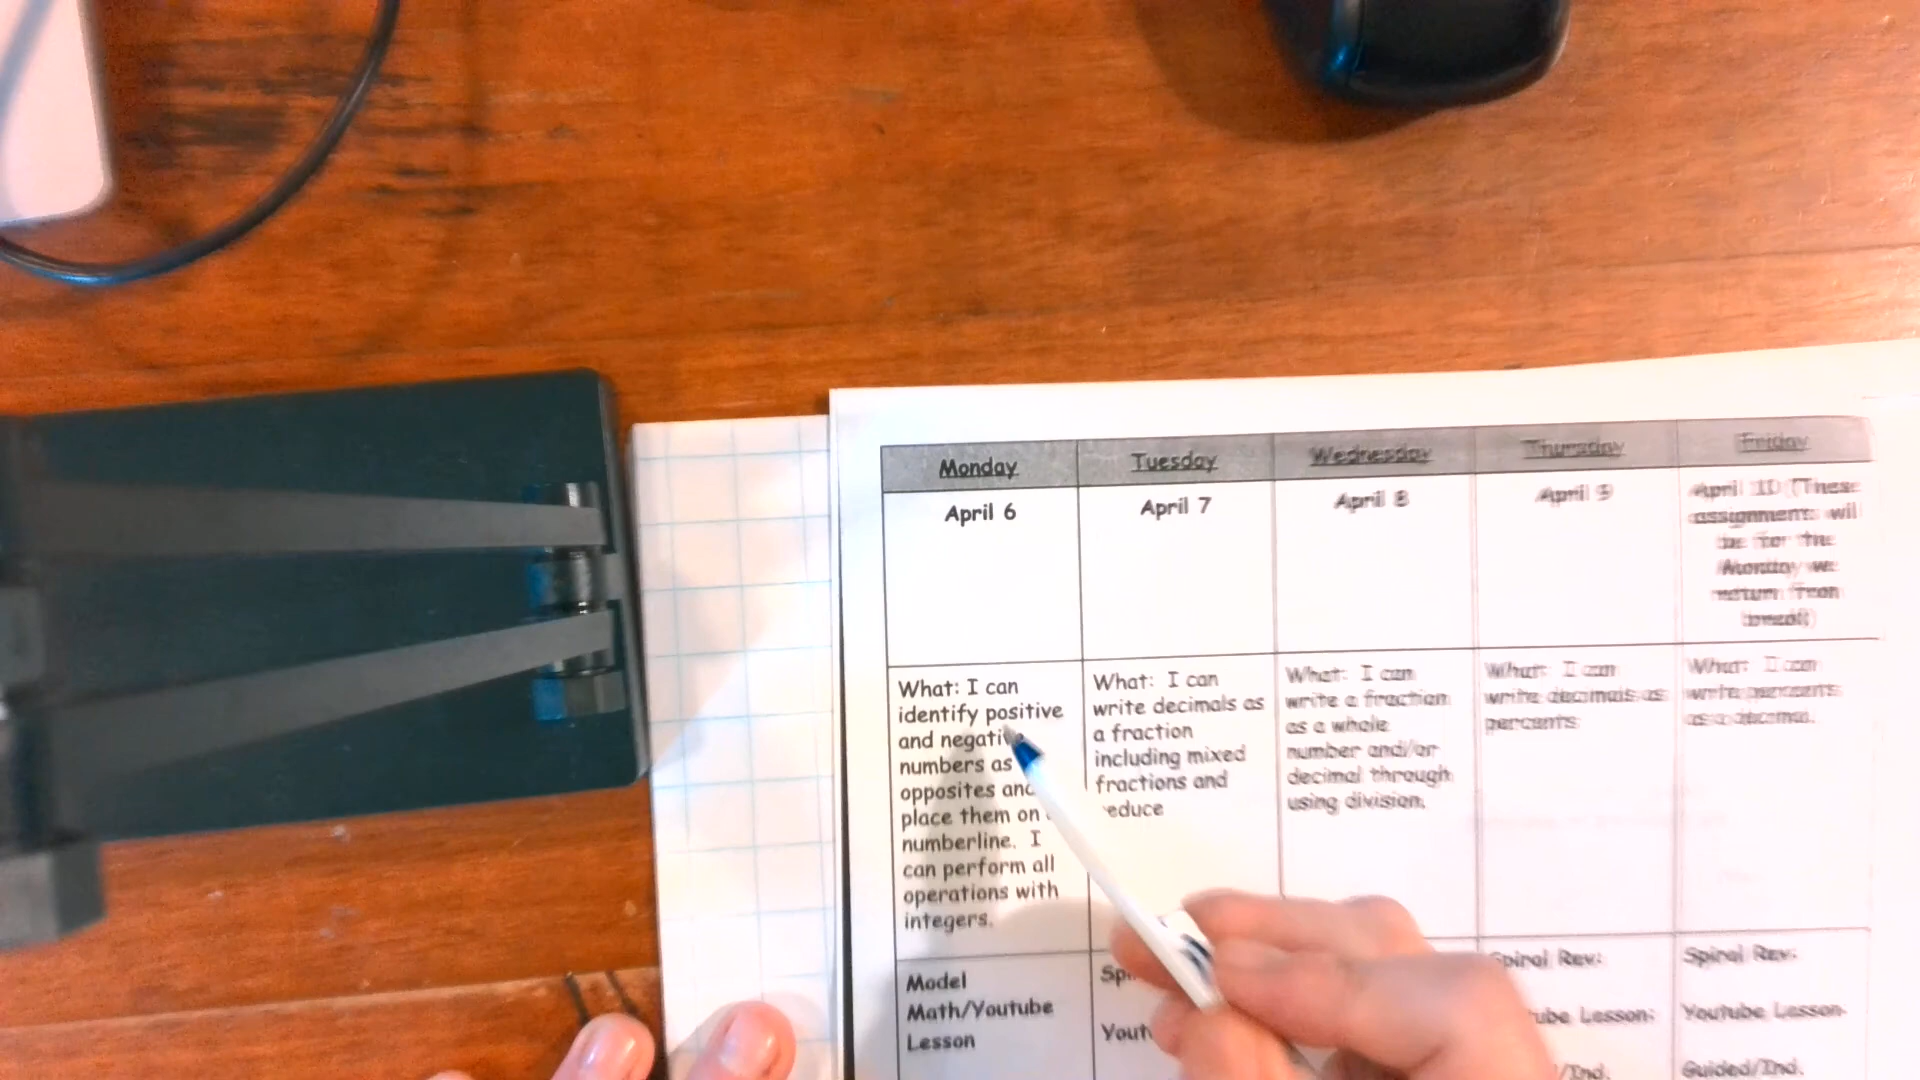 Monday
Tuesday
Wednesday
Thursday
Friday
April 6
April 7
April 8
April 9
April 10 (These
assignments will
be for the
Monday we
return from
break!)
What: I can
identify positive
and negative
numbers as
opposites and
place them on
numberline. I
can perform all
operations with
integers.
What: I can
write decimals as
a fraction
including mixed
fractions and
reduce
What: I can
write a fraction
as a whole
number and/or
decimal through
using division.
What: I can
write decimals as
percents
What: I can
write percents
as a decimal.
Model
Math/Youtube
Lesson
Spiral Rev:
Lesson:
/Ind.
Spiral Rev:
Youtube Lesson
Guided/Ind.